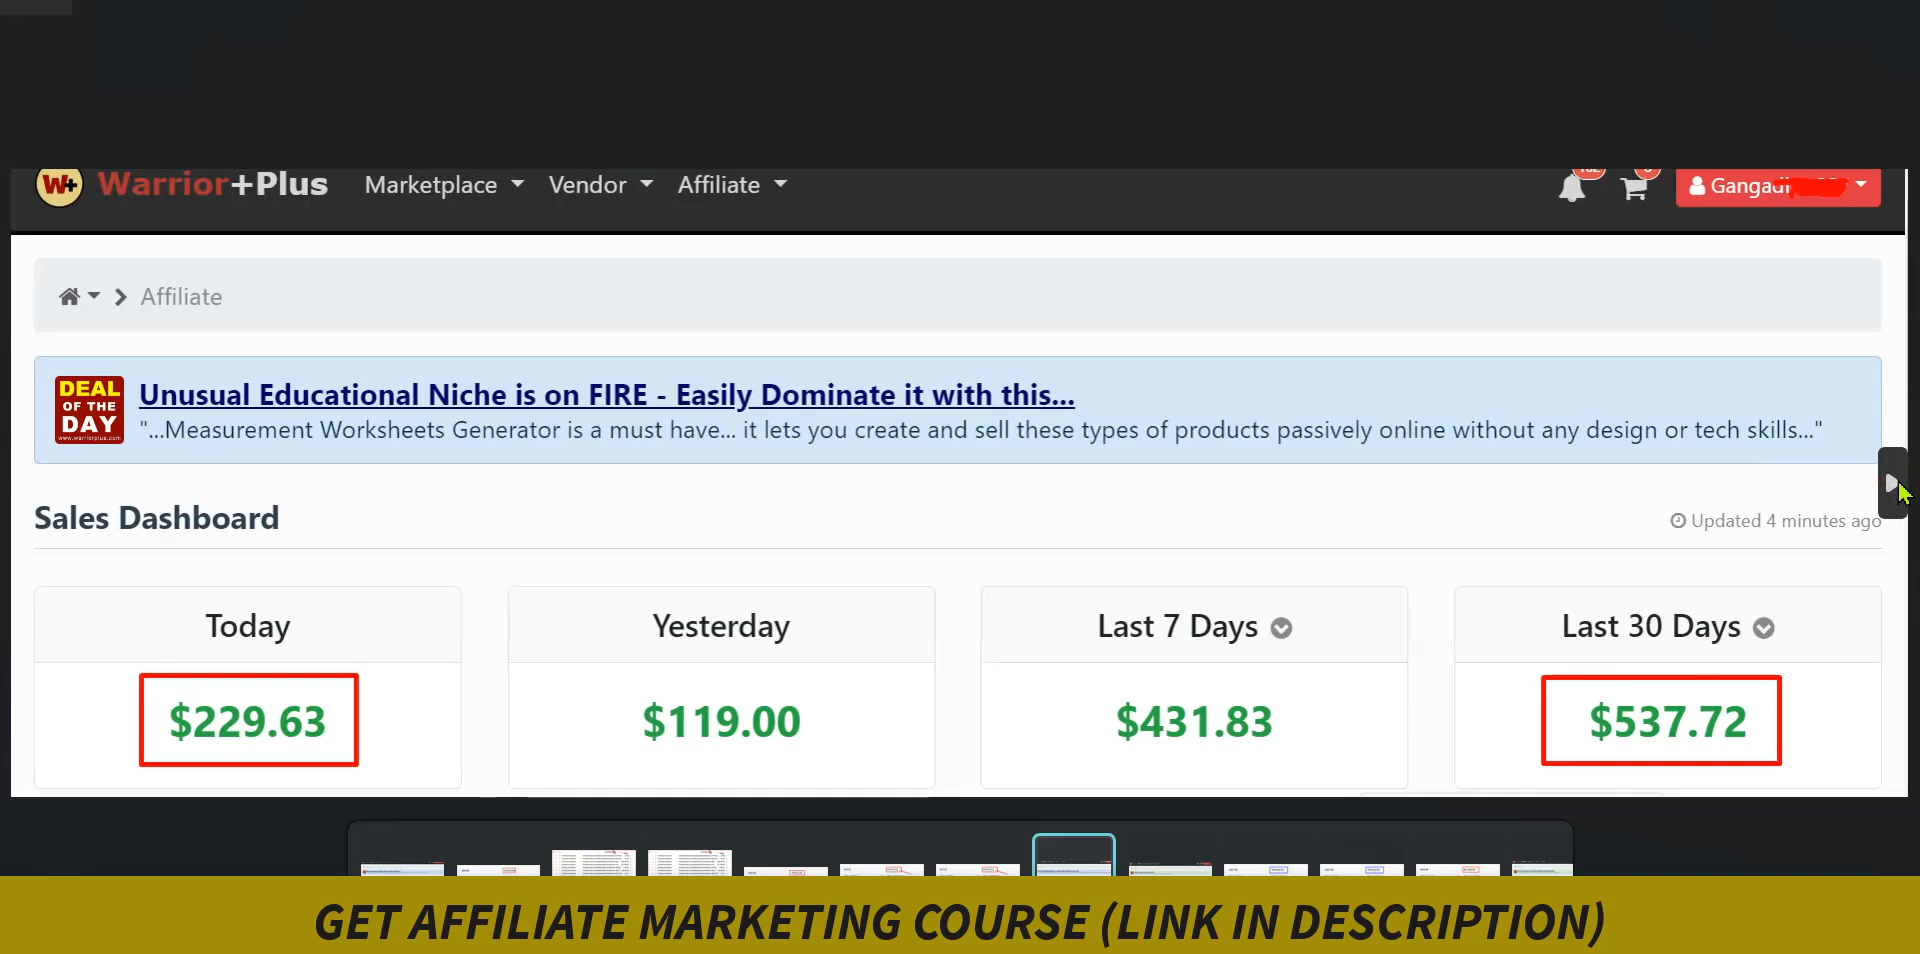 W+ Warrior+Plus Marketplace Vendor Affiliate
Affiliate
DEAL
OF THE
DAY
www.warriorplus.com
Unusual Educational Niche is on FIRE - Easily Dominate it with this...
"...Measurement Worksheets Generator is a must have... it lets you create and sell these types of products passively online without any design or tech skills..."
Sales Dashboard
Updated 4 minutes ago
Today
$229.63
Yesterday
$119.00
Last 7 Days
$431.83
Last 30 Days
$537.72
GET AFFILIATE MARKETING COURSE (LINK IN DESCRIPTION)